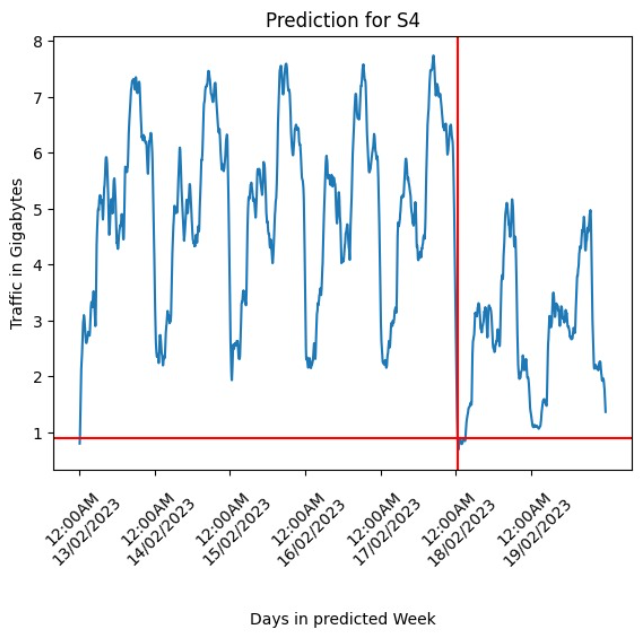 Prediction for S4
8
7
6
5
4
3
2
1
Traffic in Gigabytes
12:00AM
13/02/2023
12:00AM
14/02/2023
12:00AM
15/02/2023
12:00AM
16/02/2023
12:00AM
17/02/2023
12:00AM
18/02/2023
12:00AM
19/02/2023
Days in predicted Week